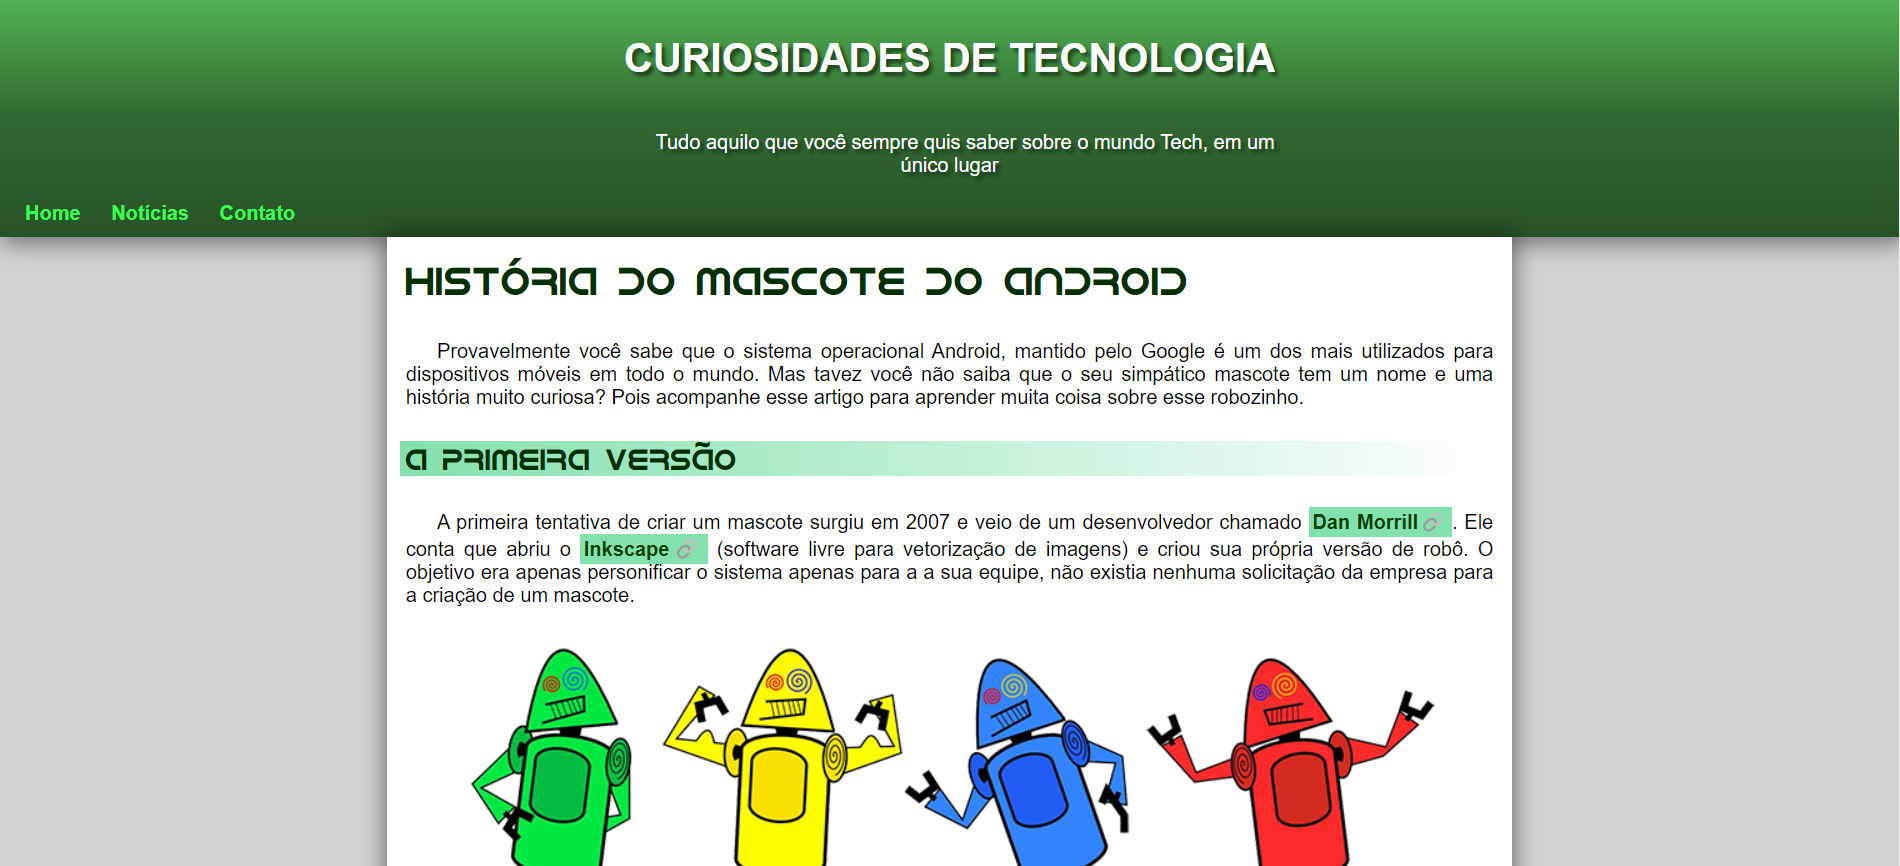 CURIOSIDADES DE TECNOLOGIA
Tudo aquilo que você sempre quis saber sobre o mundo Tech, em um
único lugar
Home Notícias Contato
HISTÓRIA DO MASCOTE DO ANDROID
Provavelmente você sabe que o sistema operacional Android, mantido pelo Google é um dos mais utilizados para
dispositivos móveis em todo o mundo. Mas tavez você não saiba que o seu simpático mascote tem um nome e uma
história muito curiosa? Pois acompanhe esse artigo para aprender muita coisa sobre esse robozinho.
A PRIMEIRA VERSÃO
A primeira tentativa de criar um mascote surgiu em 2007 e veio de um desenvolvedor chamado Dan Morrill. Ele
conta que abriu o Inkscape (software livre para vetorização de imagens) e criou sua própria versão de robô. O
objetivo era apenas personificar o sistema apenas para a a sua equipe, não existia nenhuma solicitação da empresa para
a criação de um mascote.